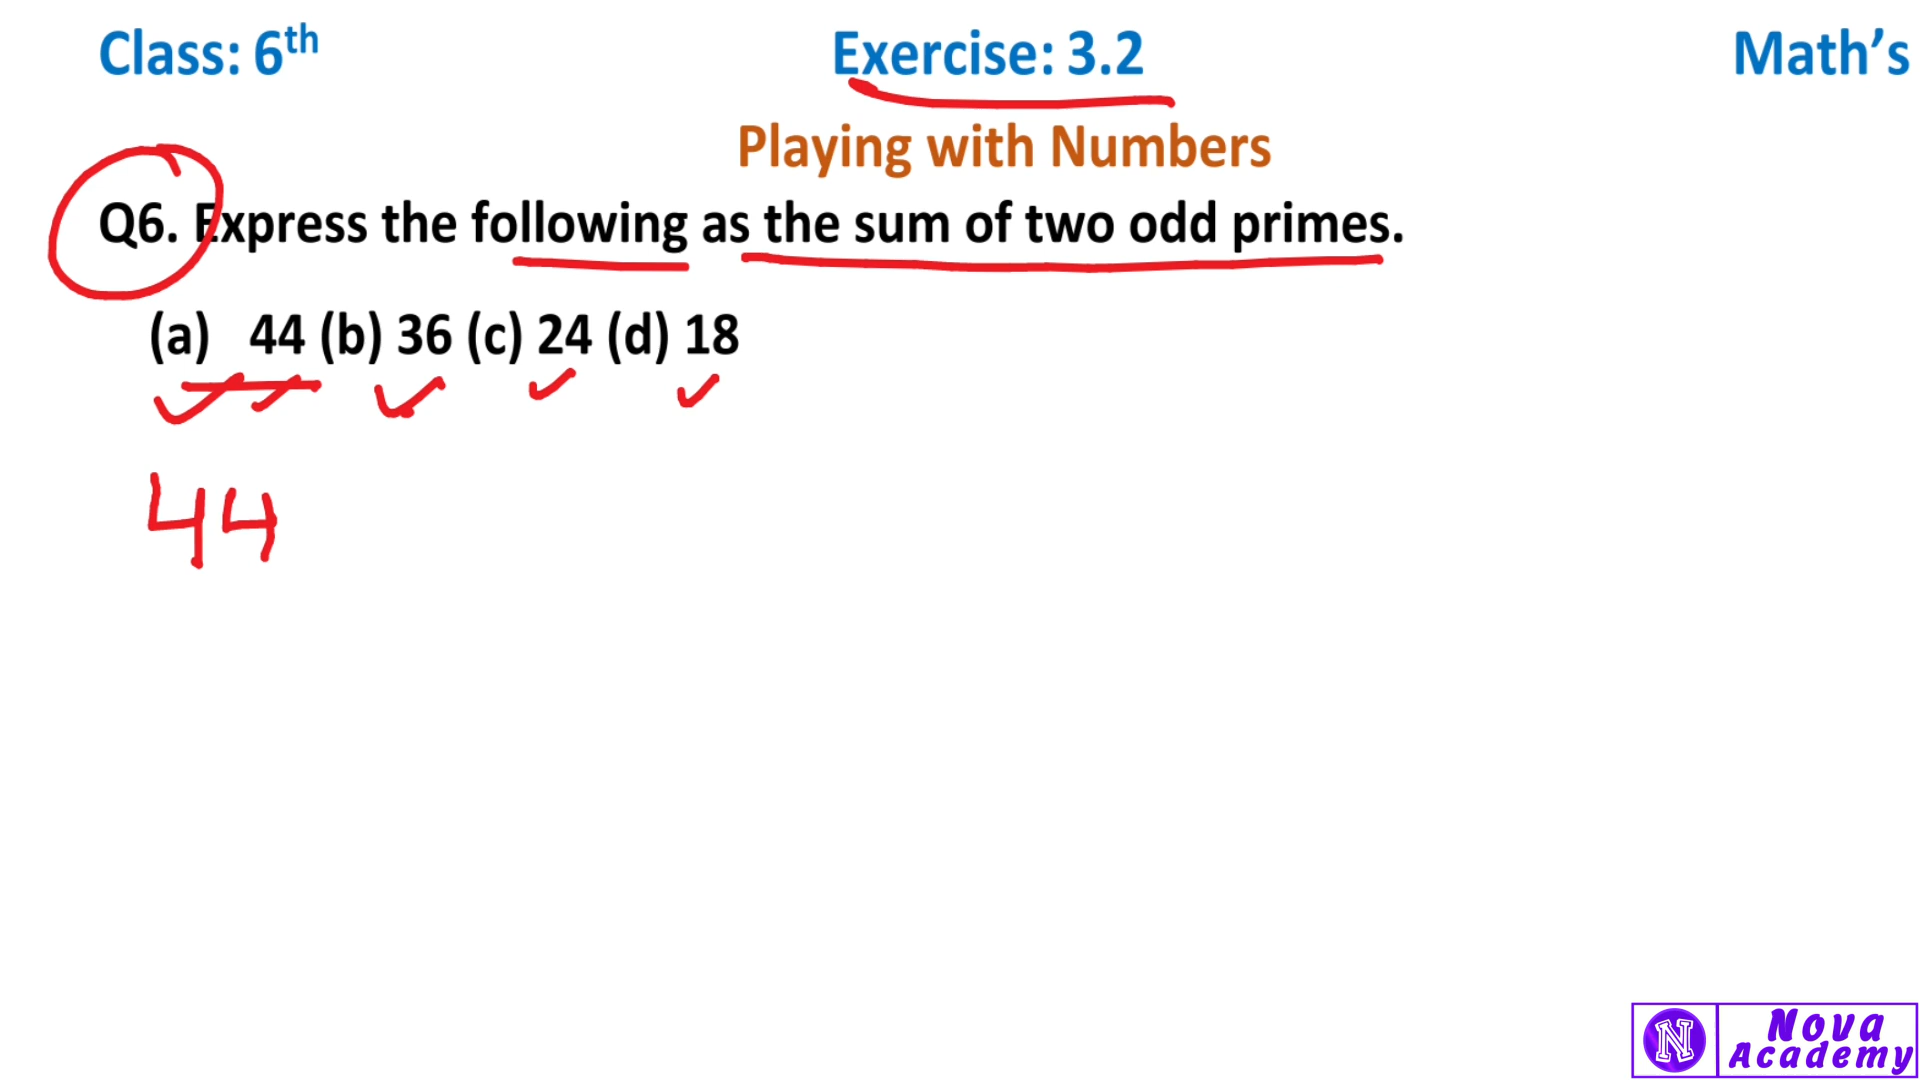 Class: 6th Exercise: 3.2 Math’s
Playing with Numbers
Q6. Express the following as the sum of two odd primes.
(a) 44 (b) 36 (c) 24 (d) 18
44
N Nova
Academy